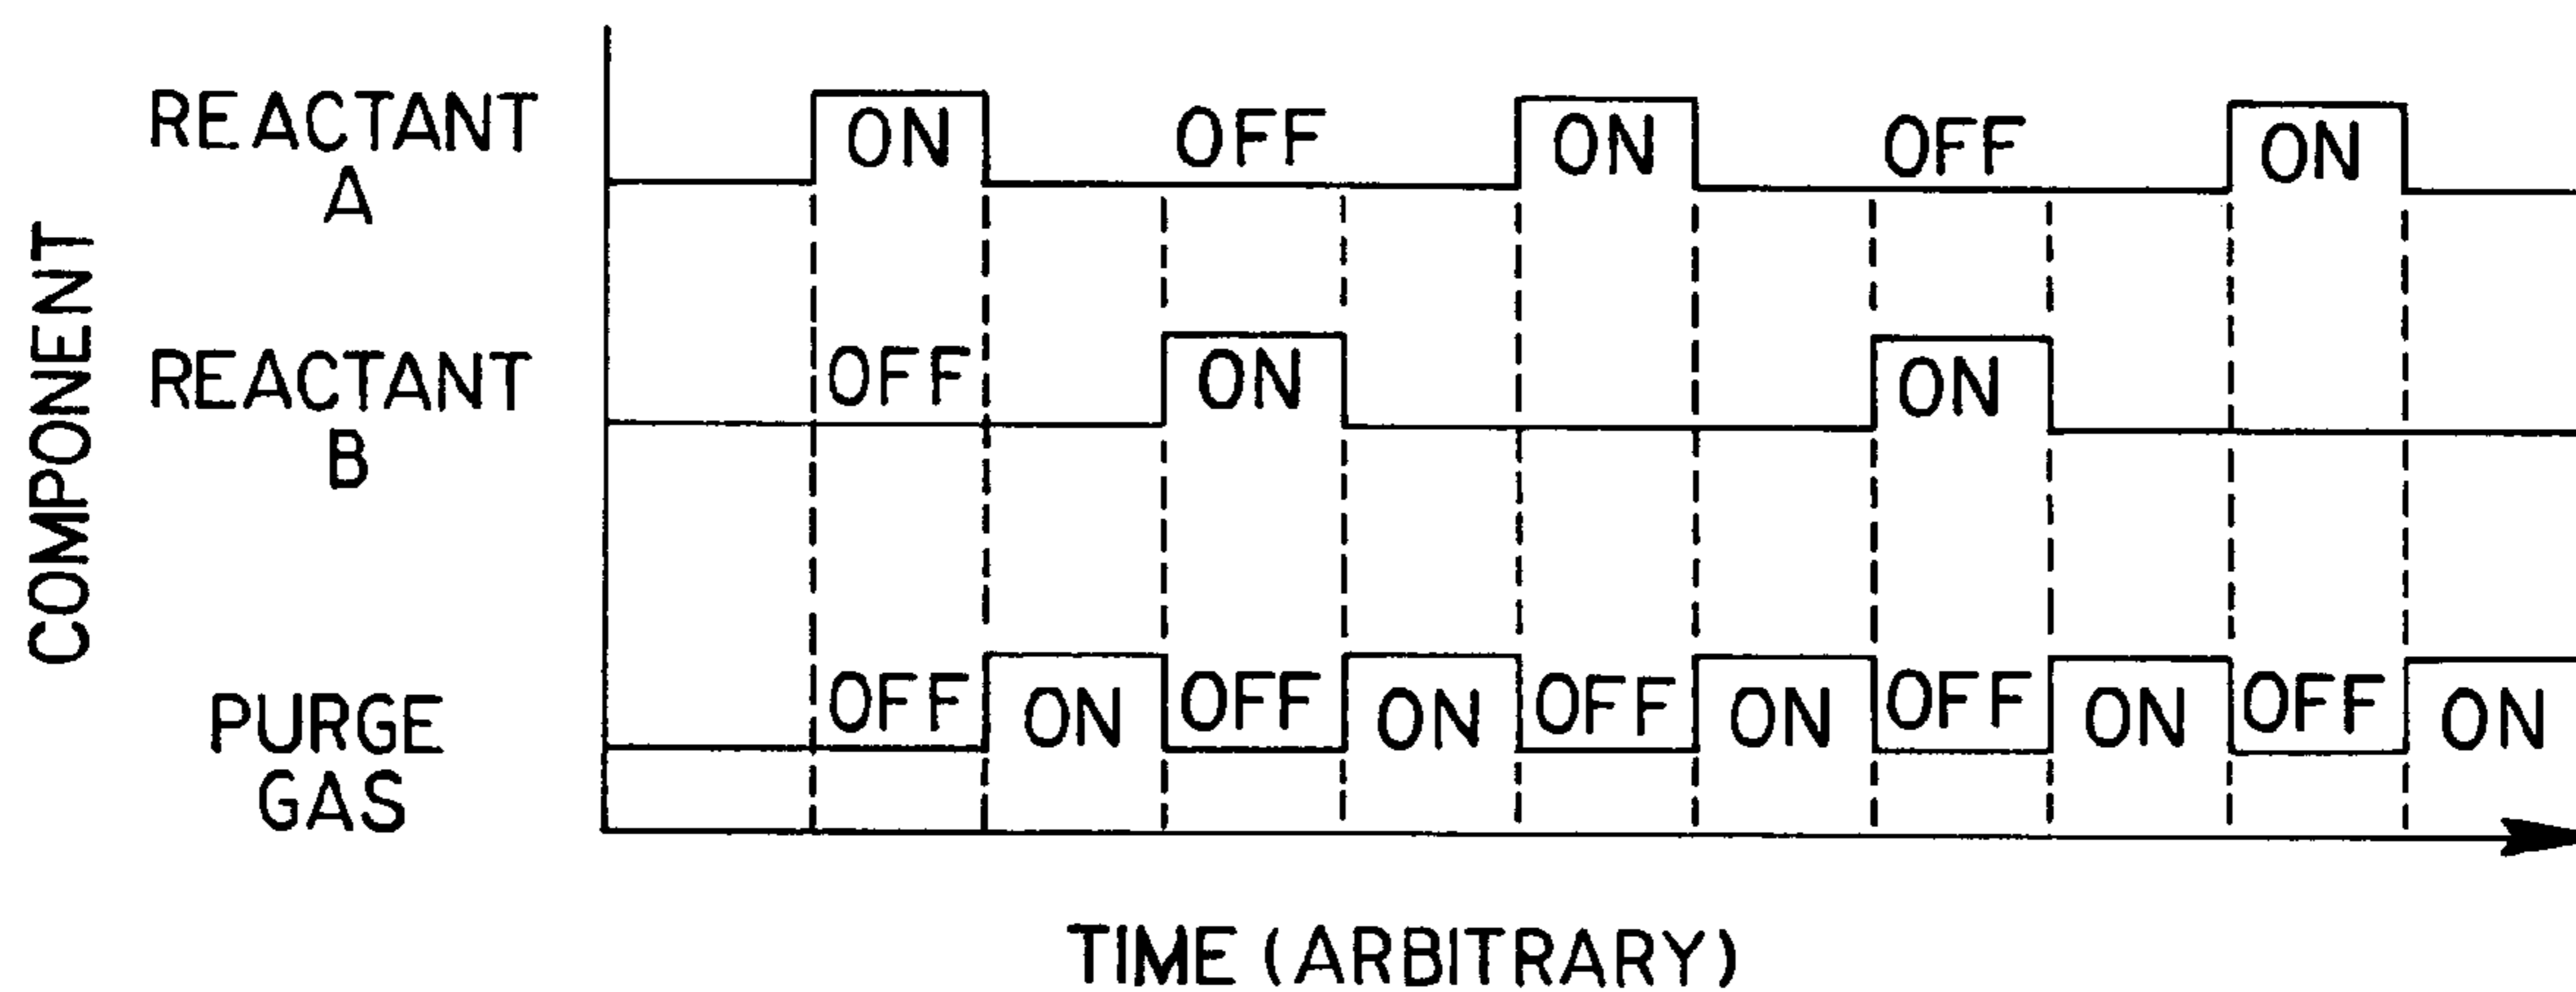 REACTANT
A
ON OFF ON OFF ON
COMPONENT
REACTANT
B
OFF ON ON
PURGE
GAS
OFF ON OFF ON OFF ON OFF ON OFF ON
TIME (ARBITRARY)